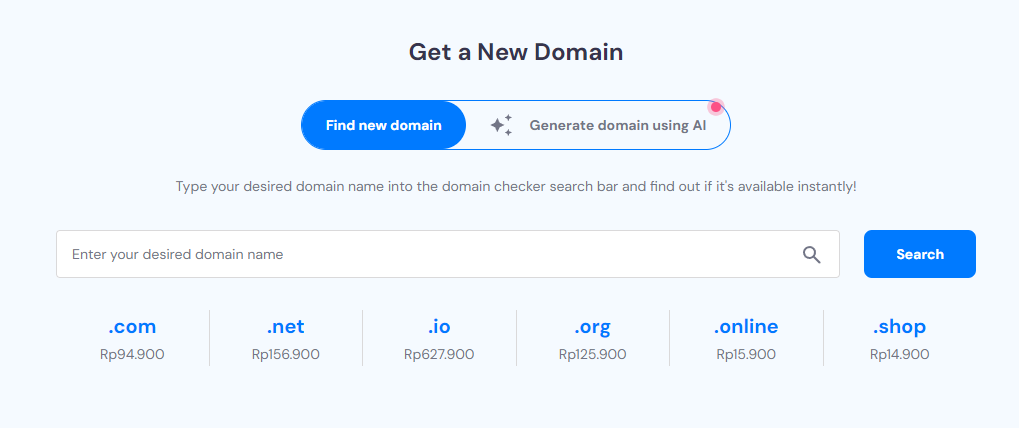 Get a New Domain
Find new domain
Generate domain using AI
Type your desired domain name into the domain checker search bar and find out if it's available instantly!
Enter your desired domain name
Search
.com .net .io .org .online .shop
Rp94.900 Rp156.900 Rp627.900 Rp125.900 Rp15.900 Rp14.900